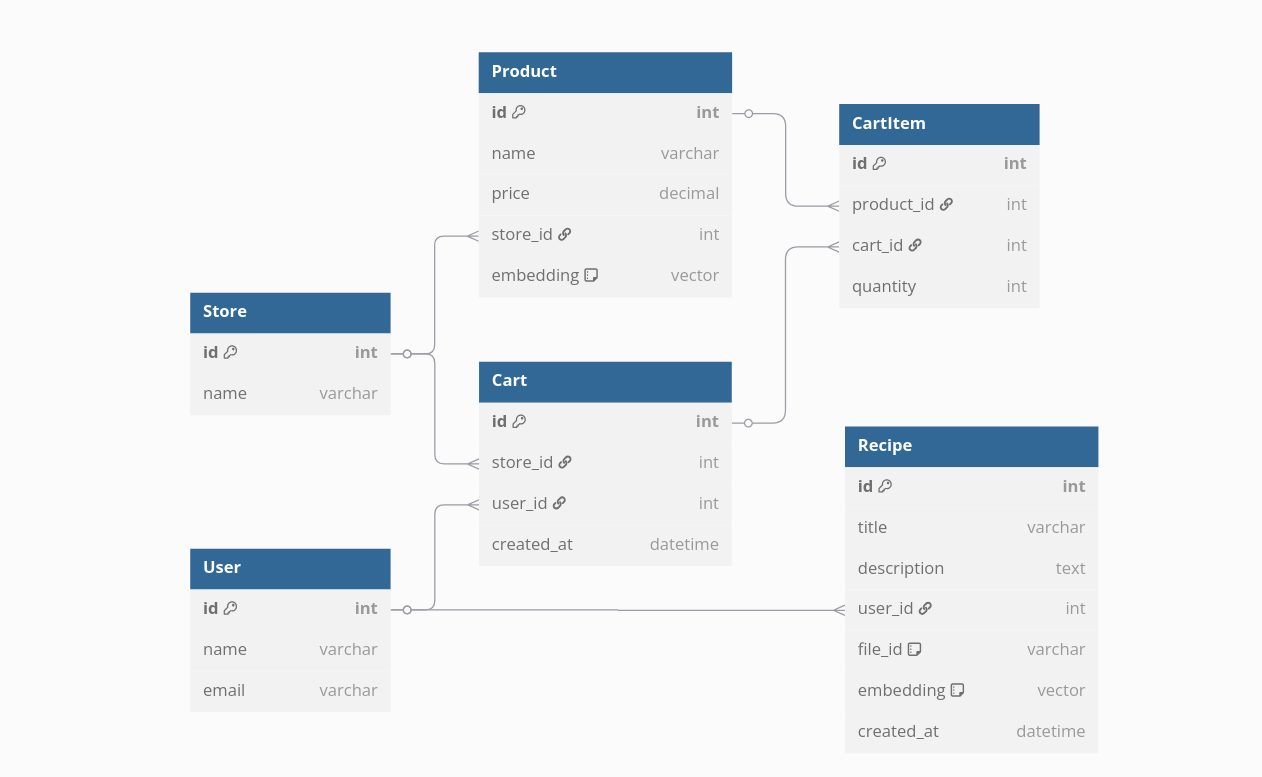 Product
id int
name varchar
price decimal
store_id int
embedding vector
CartItem
id int
product_id int
cart_id int
quantity int
Store
id int
name varchar
Cart
id int
store_id int
user_id int
created_at datetime
Recipe
id int
title varchar
description text
user_id int
file_id varchar
embedding vector
created_at datetime
User
id int
name varchar
email varchar